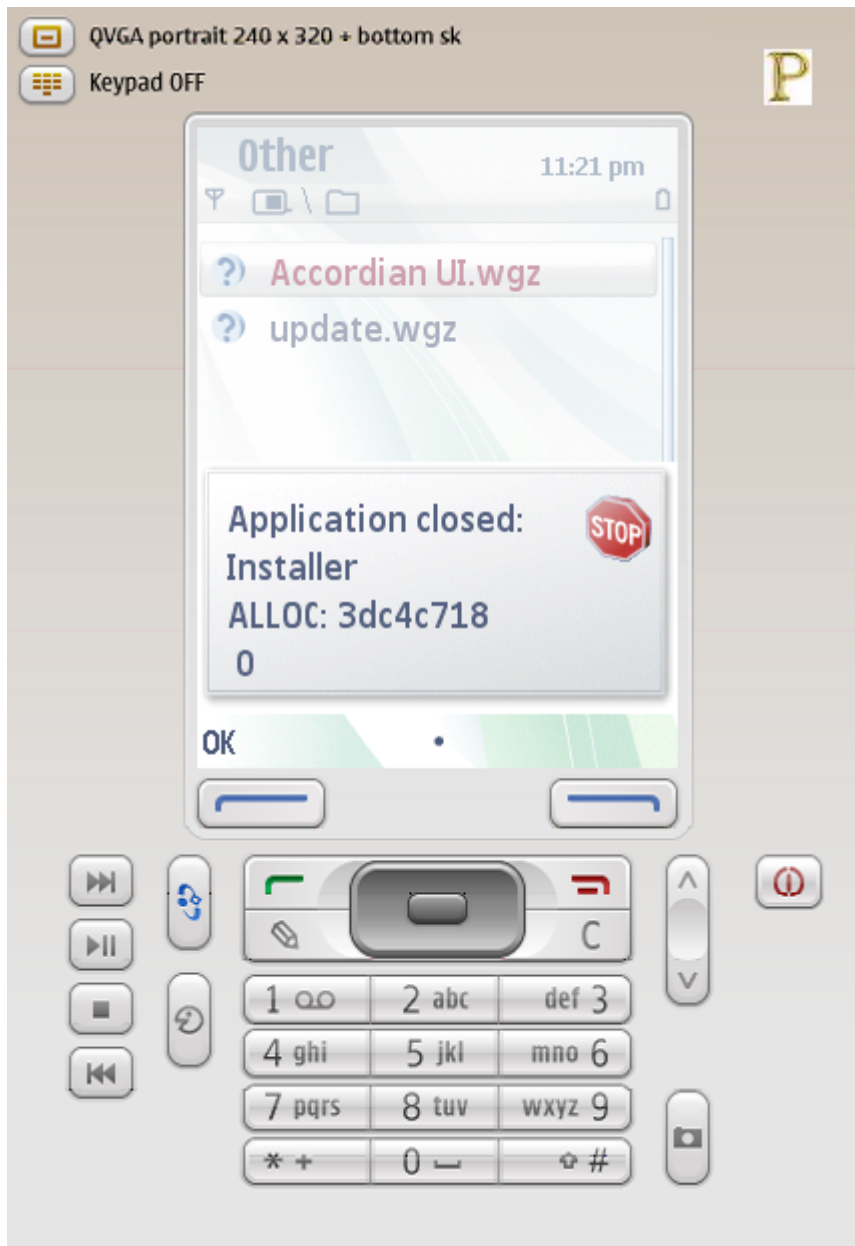 QVGA portrait 240 x 320 + bottom sk
Keypad OFF
P
Other
11:21 pm
\
Accordian UI.wgz
update.wgz
Application closed:
STOP
Installer
ALLOC: 3dc4c718
0
OK
C
1
2 abc
def 3
4 ghi
5 jkl
mno 6
7 pqrs
8 tuv
wxyz 9
* +
0
#